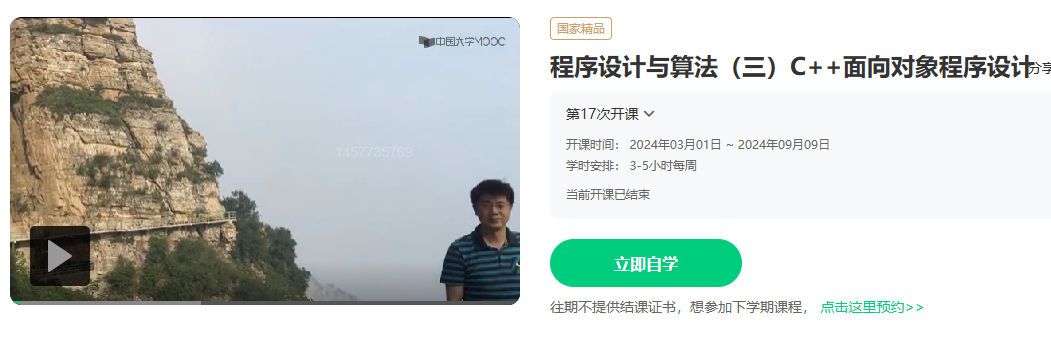 中国大学MOOC
1457735769
国家精品
程序设计与算法（三）C++面向对象程序设计
分享
第17次开课
开课时间： 2024年03月01日 ~ 2024年09月09日
学时安排： 3-5小时每周
当前开课已结束
立即自学
往期不提供结课证书，想参加下学期课程， 点击这里预约>>